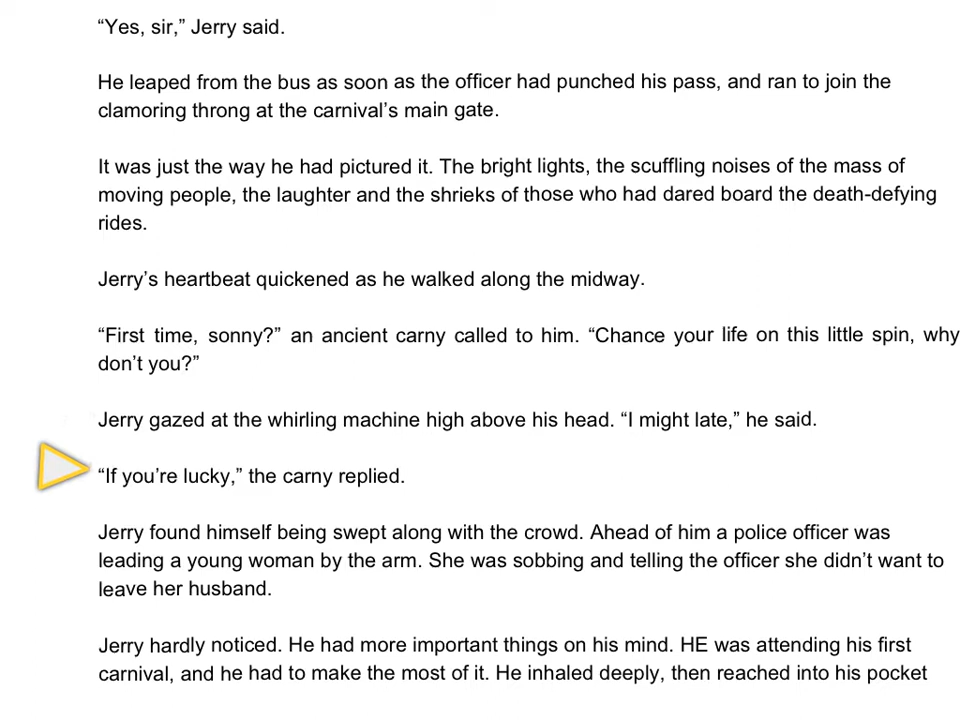 “Yes, sir,” Jerry said.
He leaped from the bus as soon as the officer had punched his pass, and ran to join the
clamoring throng at the carnival’s main gate.
It was just the way he had pictured it. The bright lights, the scuffling noises of the mass of
moving people, the laughter and the shrieks of those who had dared board the death-defying
rides.
Jerry’s heartbeat quickened as he walked along the midway.
“First time, sonny?” an ancient carny called to him. “Chance your life on this little spin, why
don’t you?”
Jerry gazed at the whirling machine high above his head. “I might late,” he said.
“If you’re lucky,” the carny replied.
Jerry found himself being swept along with the crowd. Ahead of him a police officer was
leading a young woman by the arm. She was sobbing and telling the officer she didn’t want to
leave her husband.
Jerry hardly noticed. He had more important things on his mind. HE was attending his first
carnival, and he had to make the most of it. He inhaled deeply, then reached into his pocket